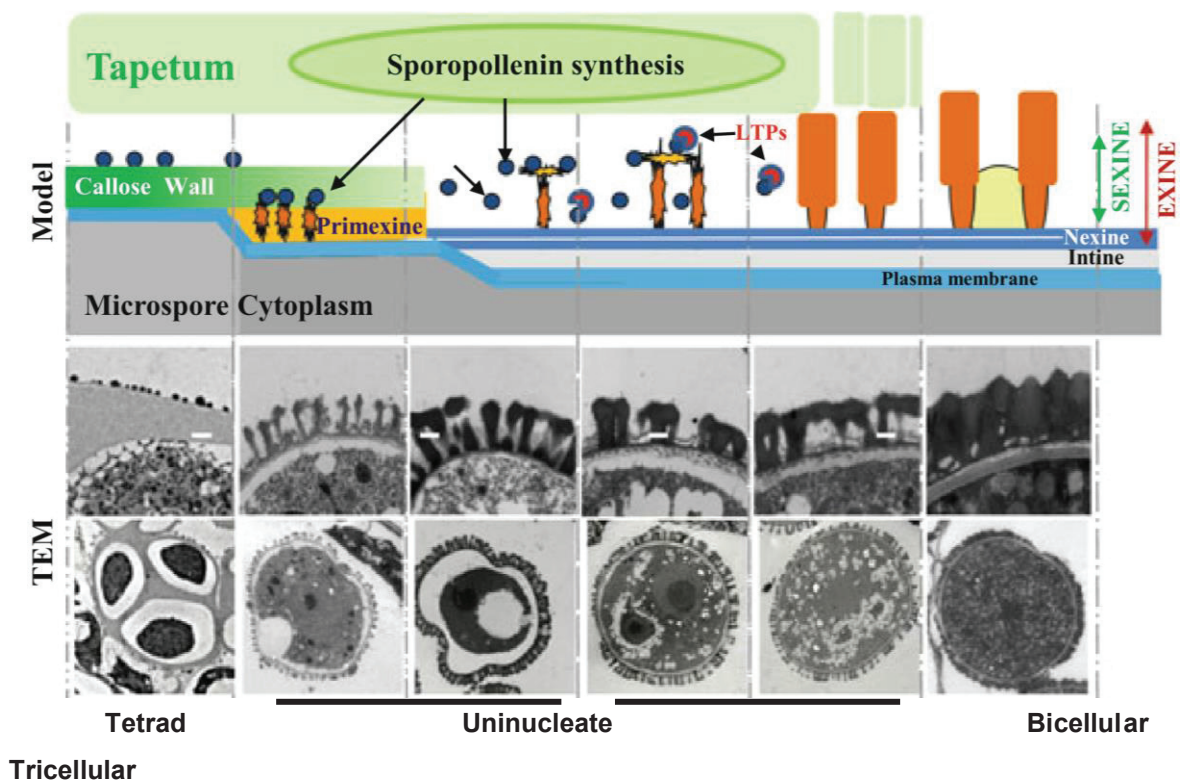 Tapetum
Sporopollenin synthesis
LTPs
Callose Wall
Primexine
Model
SEXINE
EXINE
Nexine
Intine
Plasma membrane
Microspore Cytoplasm
TEM
Tetrad
Uninucleate
Bicellular
Tricellular